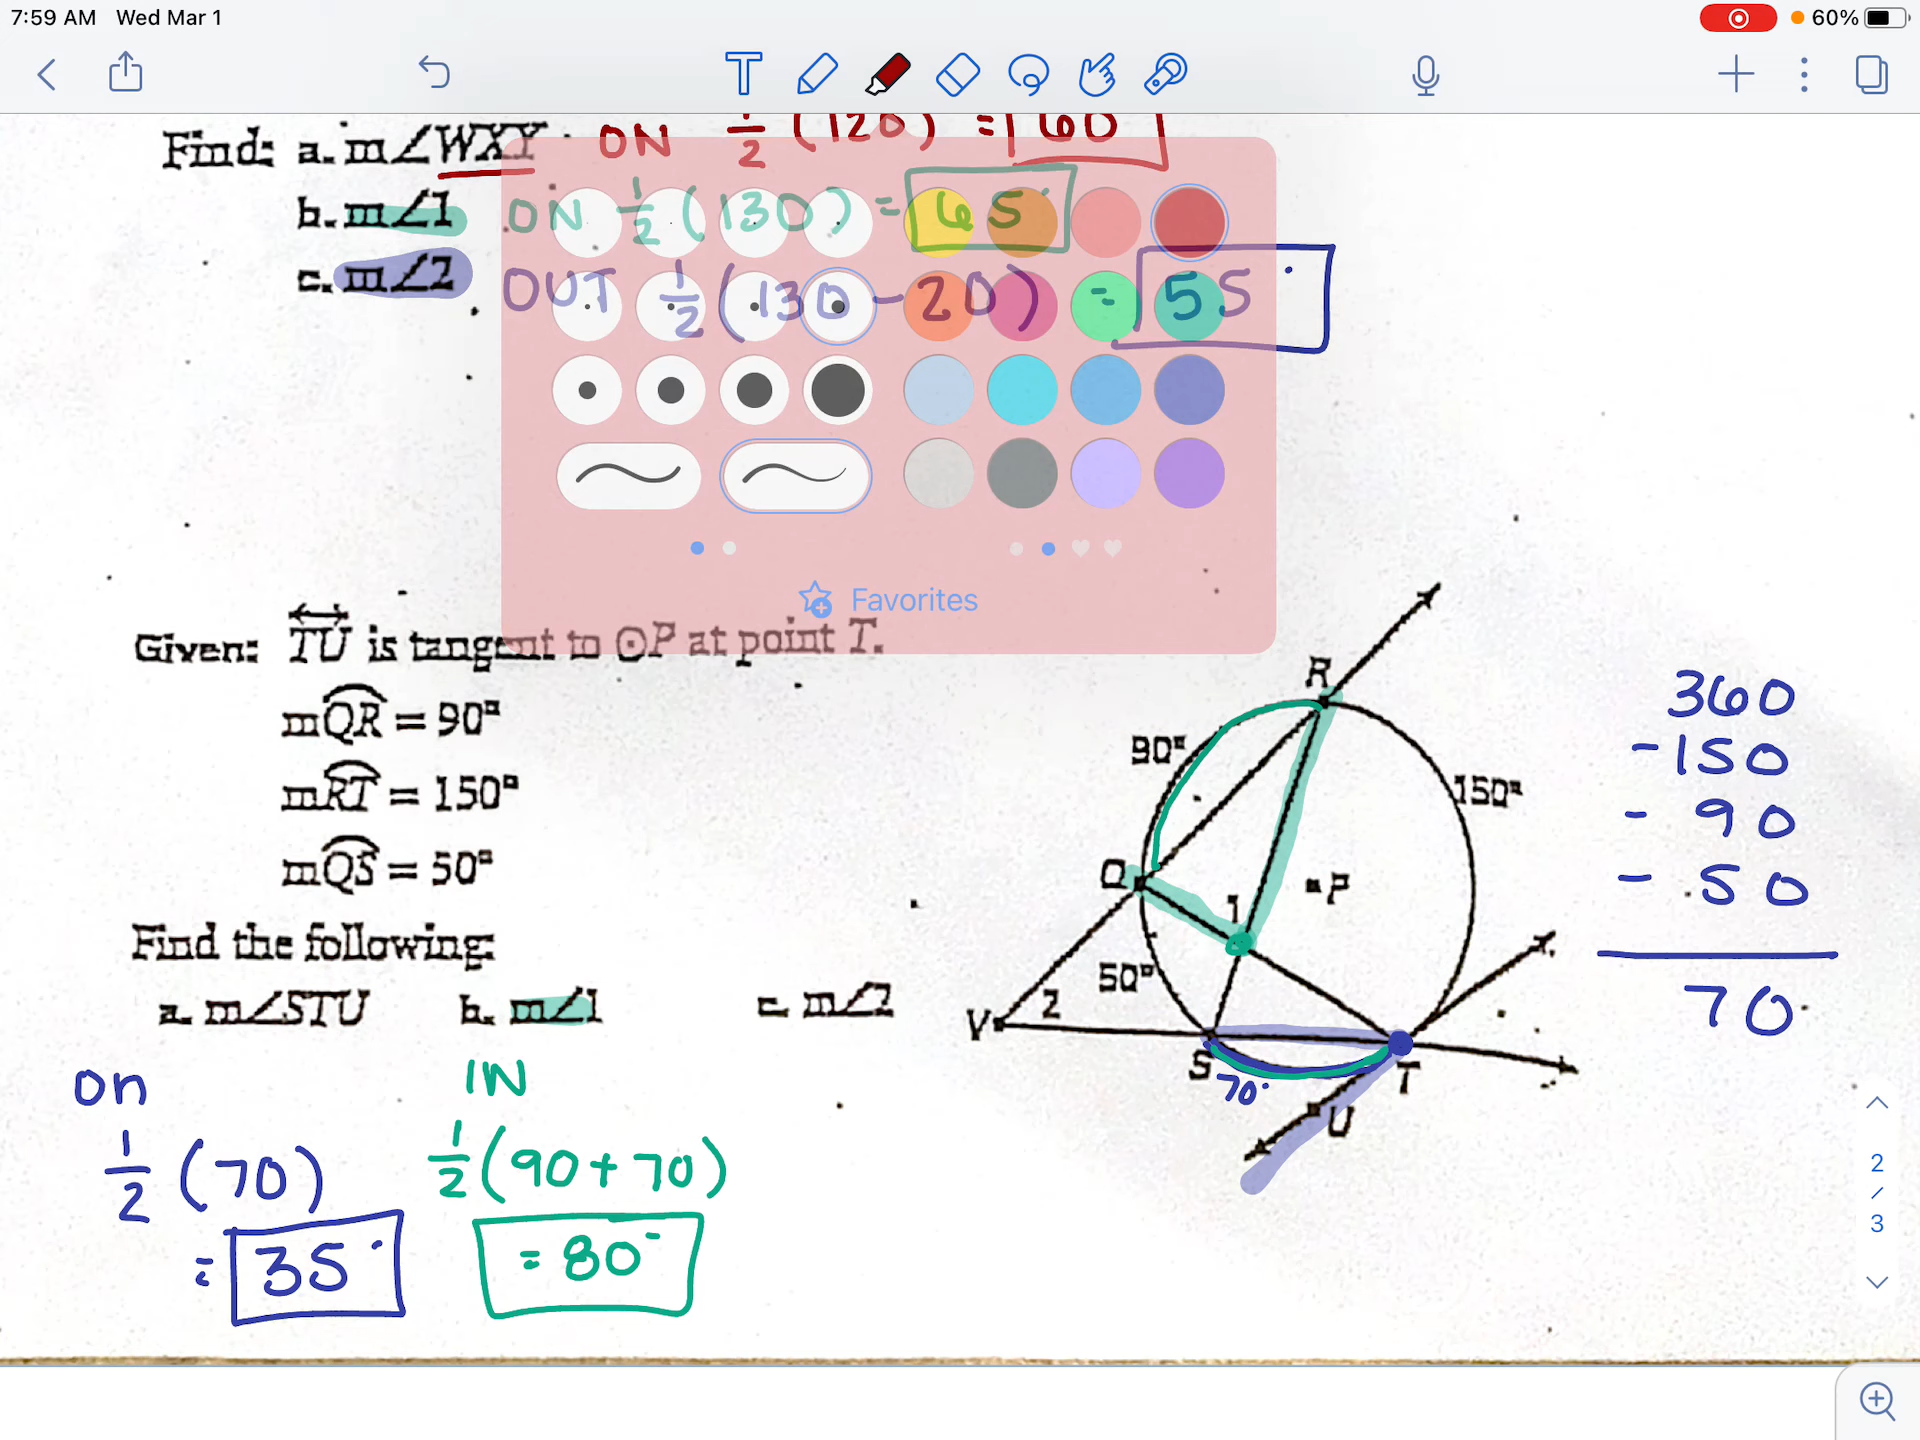 7:59 AM Wed Mar 1
60%
T
Find: a. m∠WXY ON 1/2 (120) = 60
b. m∠1 ON 1/2 (130) = 65°
c. m∠2 OUT 1/2 (130 - 20) = 55°
Favorites
Given: TU is tangent to ⊙P at point T.
mQR = 90°
mRT = 150°
mQS = 50°
Find the following:
a. m∠STU b. m∠1 c. m∠2
on
1/2 (70)
= 35°
IN
1/2 (90 + 70)
= 80°
R
90°
150°
Q
1
P
50°
V
2
S
70°
T
U
360
-150
- 90
- 50
70
2
/
3